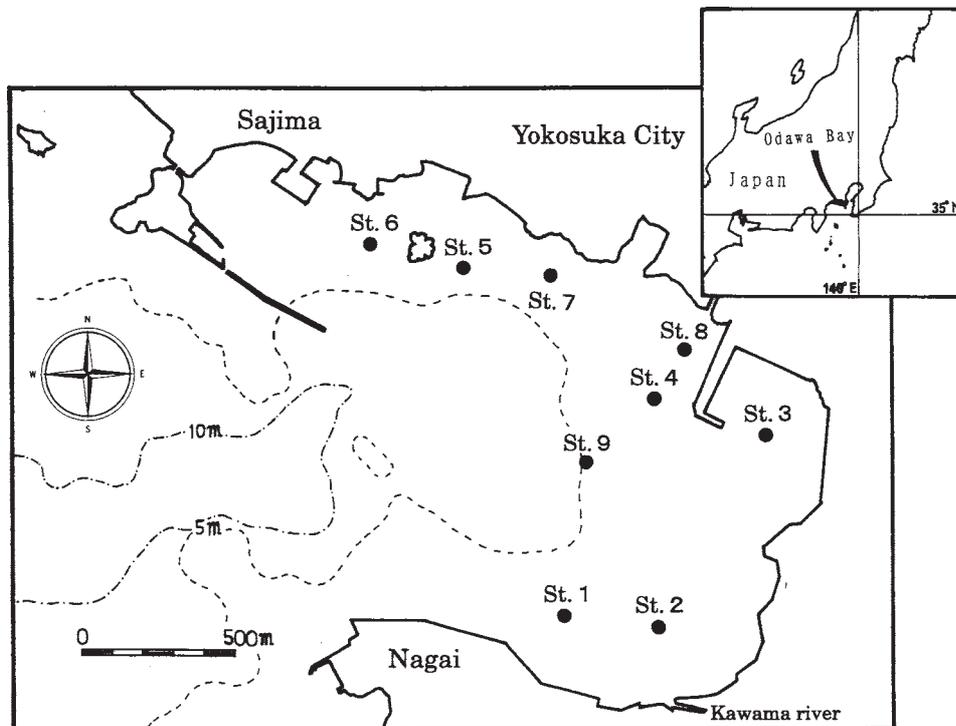 Sajima
Yokosuka City
Odawa Bay
Japan
35°N
140°E
St. 6
St. 5
St. 7
St. 8
St. 4
St. 3
St. 9
N
W
E
S
10m
5m
St. 1
St. 2
0
500m
Nagai
Kawama river